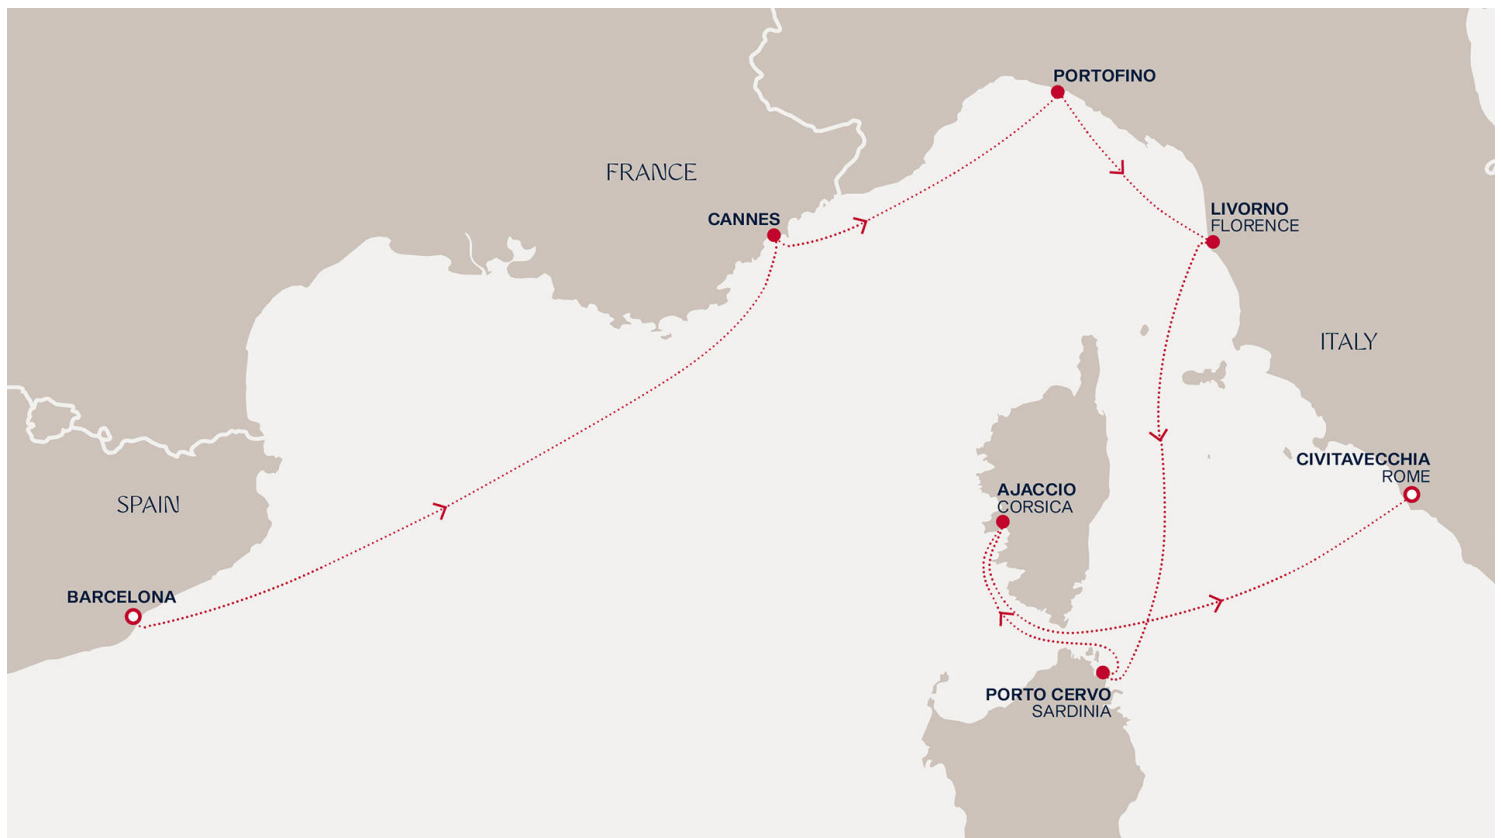 PORTOFINO
FRANCE
CANNES
LIVORNO
FLORENCE
ITALY
CIVITAVECCHIA
ROME
AJACCIO
CORSICA
SPAIN
BARCELONA
PORTO CERVO
SARDINIA